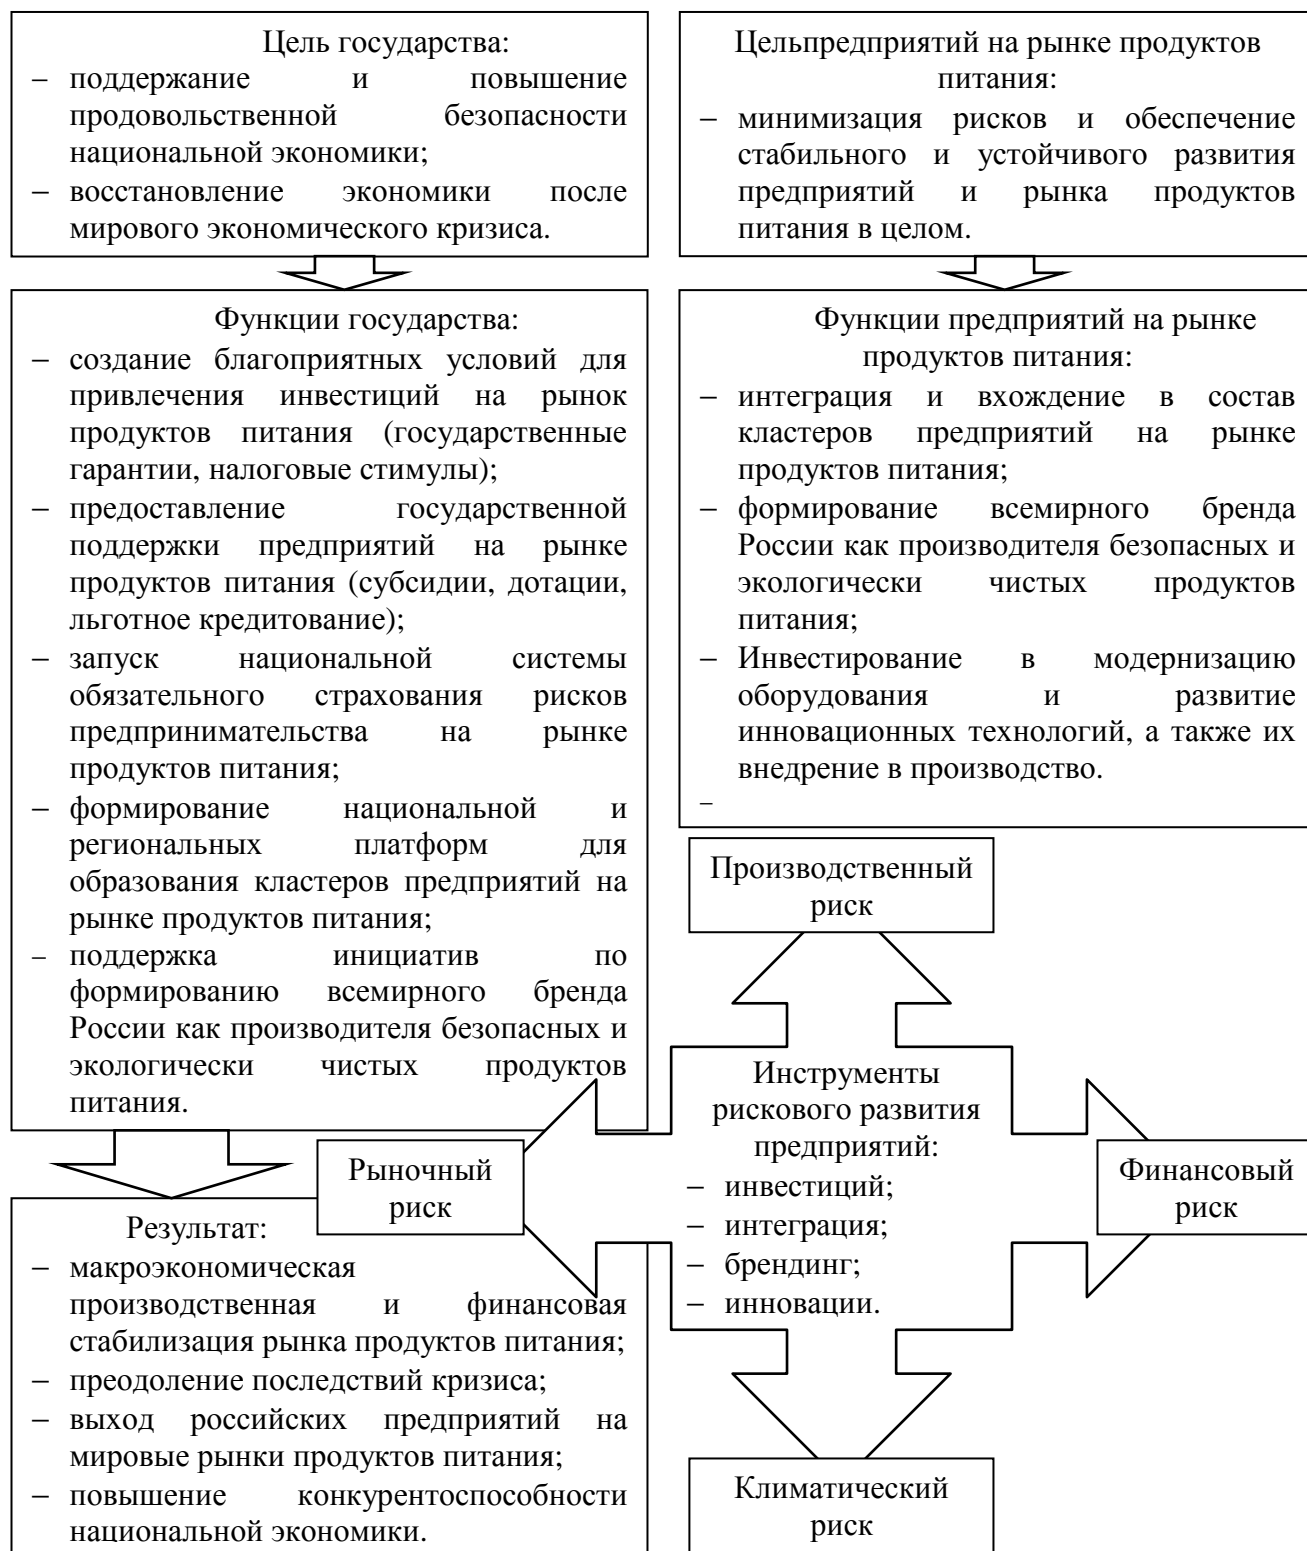 Цель государства:
– поддержание и повышение
продовольственной безопасности
национальной экономики;
– восстановление экономики после
мирового экономического кризиса.
Цельпредприятий на рынке продуктов
питания:
– минимизация рисков и обеспечение
стабильного и устойчивого развития
предприятий и рынка продуктов
питания в целом.
Функции государства:
– создание благоприятных условий для
привлечения инвестиций на рынок
продуктов питания (государственные
гарантии, налоговые стимулы);
– предоставление государственной
поддержки предприятий на рынке
продуктов питания (субсидии, дотации,
льготное кредитование);
– запуск национальной системы
обязательного страхования рисков
предпринимательства на рынке
продуктов питания;
– формирование национальной и
региональных платформ для
образования кластеров предприятий на
рынке продуктов питания;
– поддержка инициатив по
формированию всемирного бренда
России как производителя безопасных и
экологически чистых продуктов
питания.
Функции предприятий на рынке
продуктов питания:
– интеграция и вхождение в состав
кластеров предприятий на рынке
продуктов питания;
– формирование всемирного бренда
России как производителя безопасных и
экологически чистых продуктов
питания;
– Инвестирование в модернизацию
оборудования и развитие
инновационных технологий, а также их
внедрение в производство.
–
Производственный
риск
Инструменты
рискового развития
предприятий:
– инвестиций;
– интеграция;
– брендинг;
– инновации.
Рыночный
риск
Финансовый
риск
Результат:
– макроэкономическая
производственная и финансовая
стабилизация рынка продуктов питания;
– преодоление последствий кризиса;
– выход российских предприятий на
мировые рынки продуктов питания;
– повышение конкурентоспособности
национальной экономики.
Климатический
риск